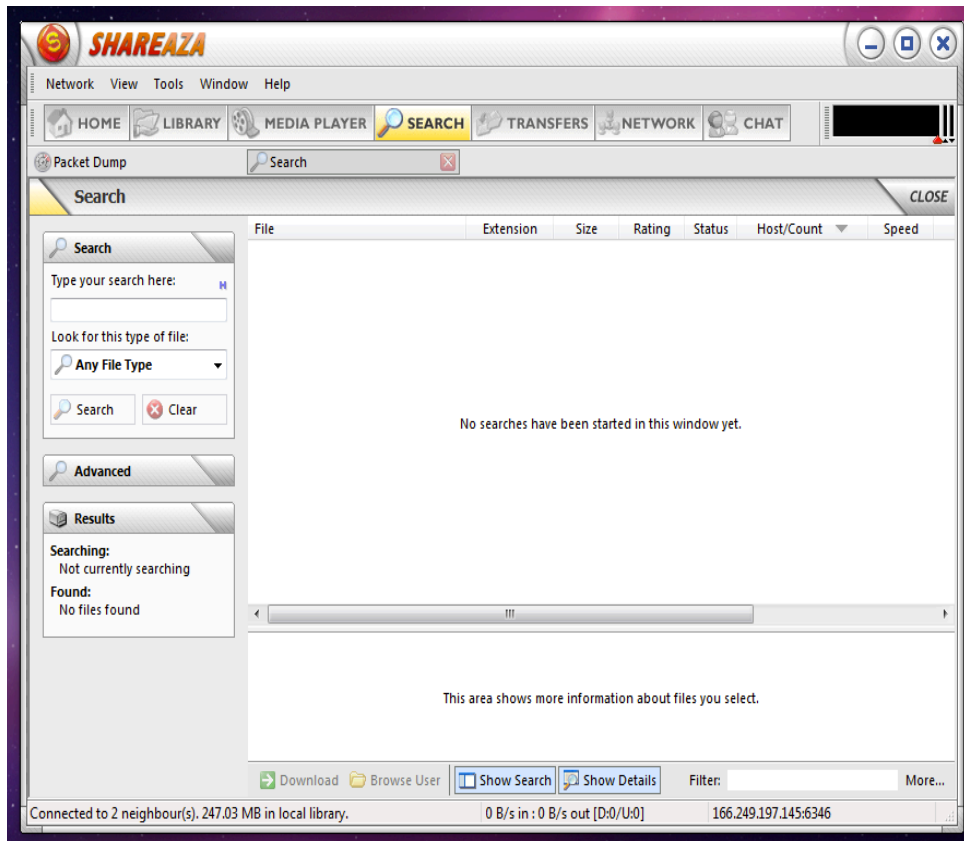 SHAREAZA
Network View Tools Window Help
HOME LIBRARY MEDIA PLAYER SEARCH TRANSFERS NETWORK CHAT
Packet Dump Search
Search CLOSE
File Extension Size Rating Status Host/Count Speed
Search
Type your search here:
Look for this type of file:
Any File Type
Search Clear
No searches have been started in this window yet.
Advanced
Results
Searching:
Not currently searching
Found:
No files found
This area shows more information about files you select.
Download Browse User Show Search Show Details Filter: More...
Connected to 2 neighbour(s). 247.03 MB in local library. 0 B/s in : 0 B/s out [D:0/U:0] 166.249.197.145:6346